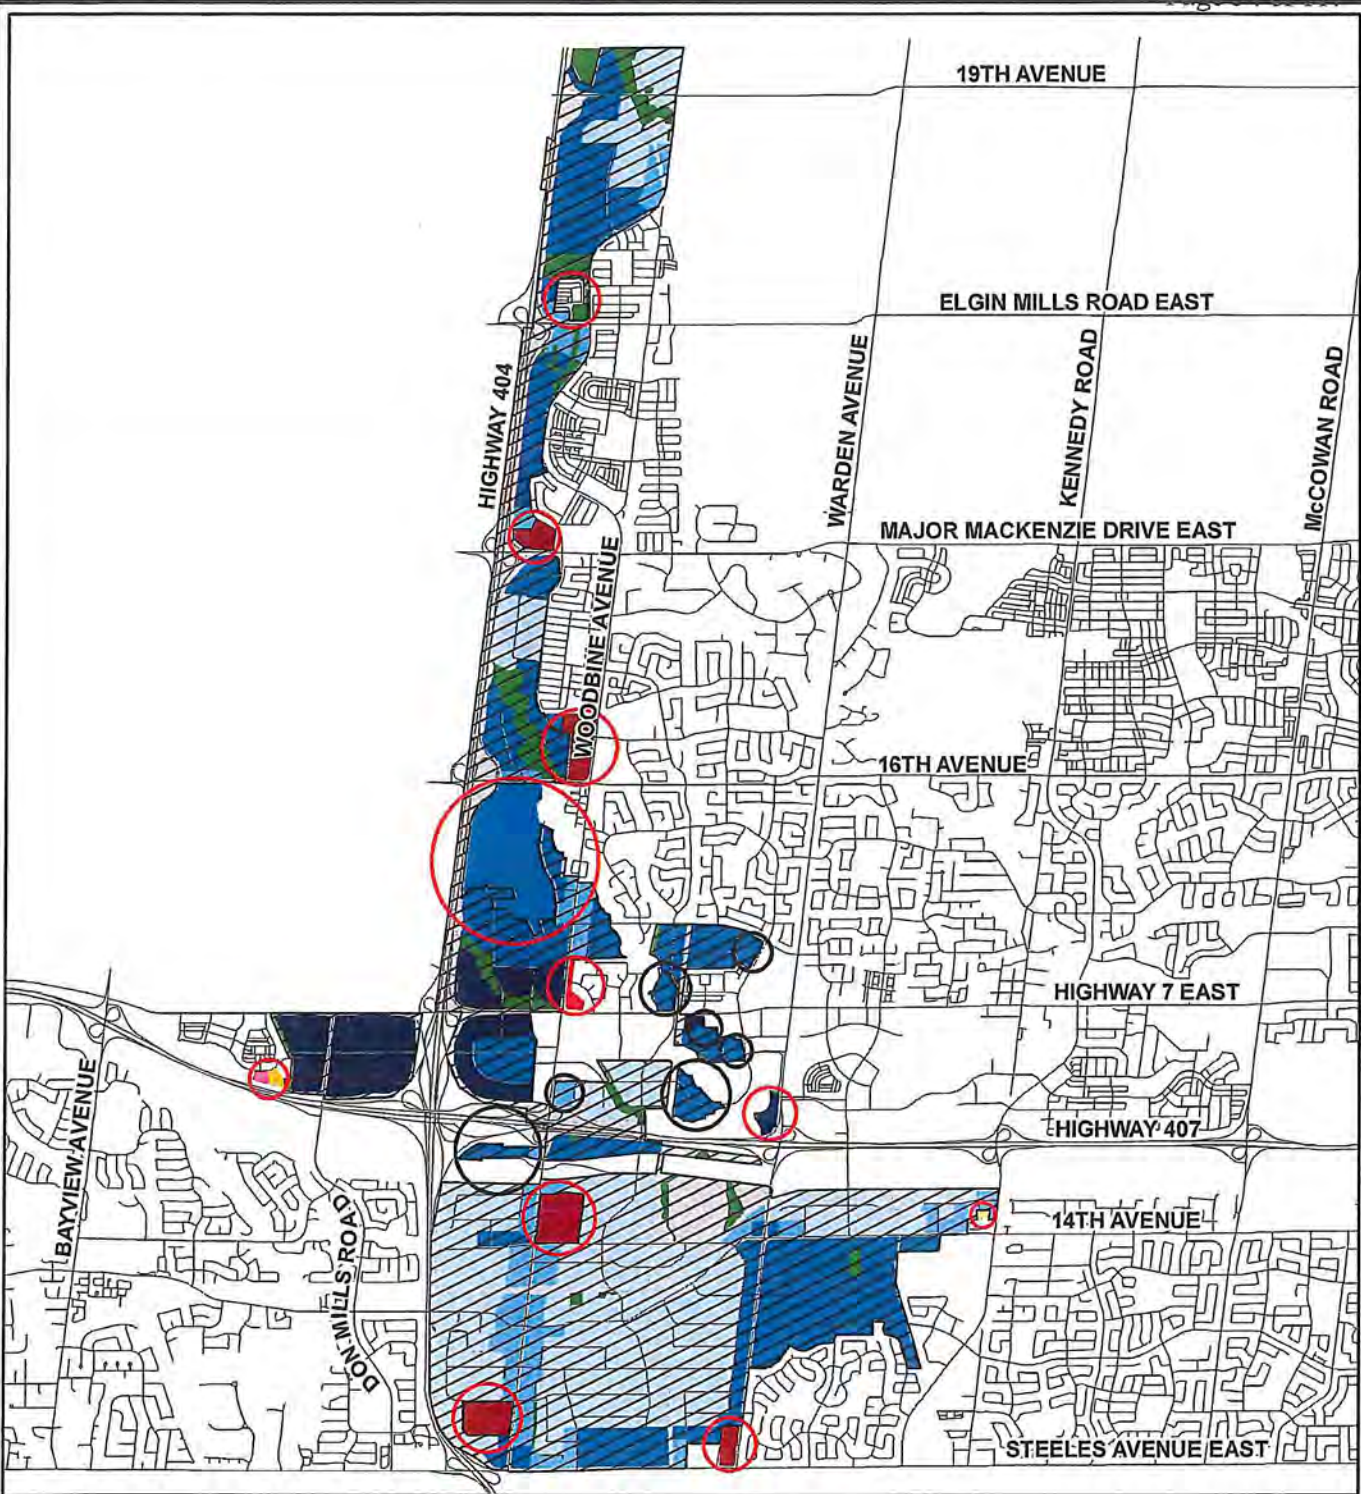 19TH AVENUE
ELGIN MILLS ROAD EAST
HIGHWAY 404
WARDEN AVENUE
KENNEDY ROAD
McCOWAN ROAD
MAJOR MACKENZIE DRIVE EAST
WOODBINE AVENUE
16TH AVENUE
HIGHWAY 7 EAST
BAYVIEW AVENUE
HIGHWAY 407
DON MILLS ROAD
14TH AVENUE
STEELES AVENUE EAST